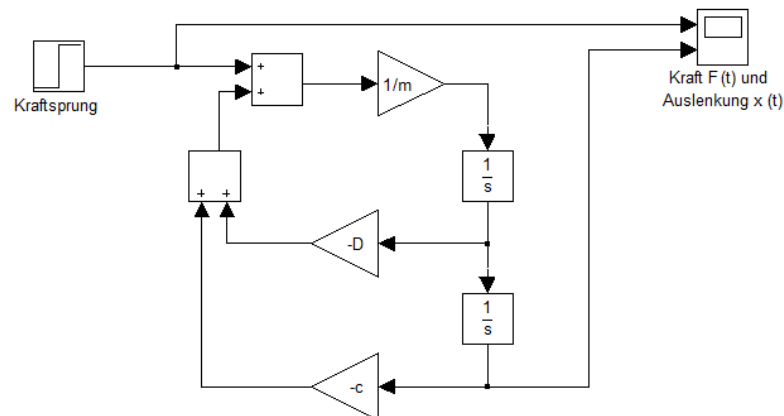 Kraftsprung
+
+
1/m
Kraft F (t) und
Auslenkung x (t)
1
s
+ +
-D
1
s
-c